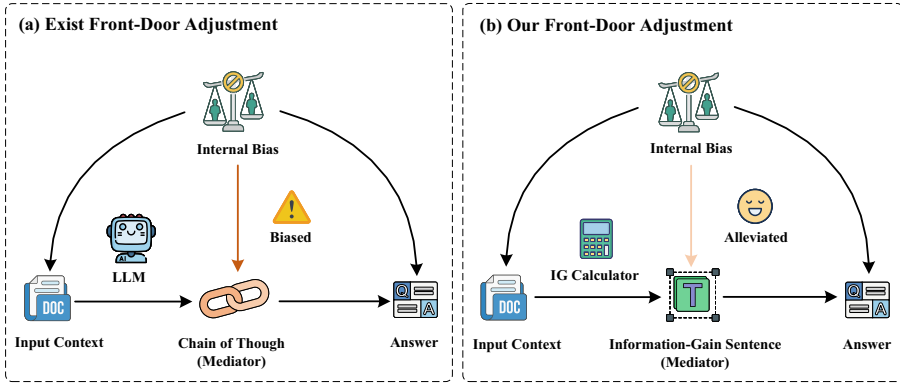 (a) Exist Front-Door Adjustment
Internal Bias
Biased
AI
LLM
DOC
Input Context
Chain of Though
(Mediator)
Q
A
Answer
(b) Our Front-Door Adjustment
Internal Bias
Alleviated
IG Calculator
DOC
Input Context
T
Information-Gain Sentence
(Mediator)
Q
A
Answer